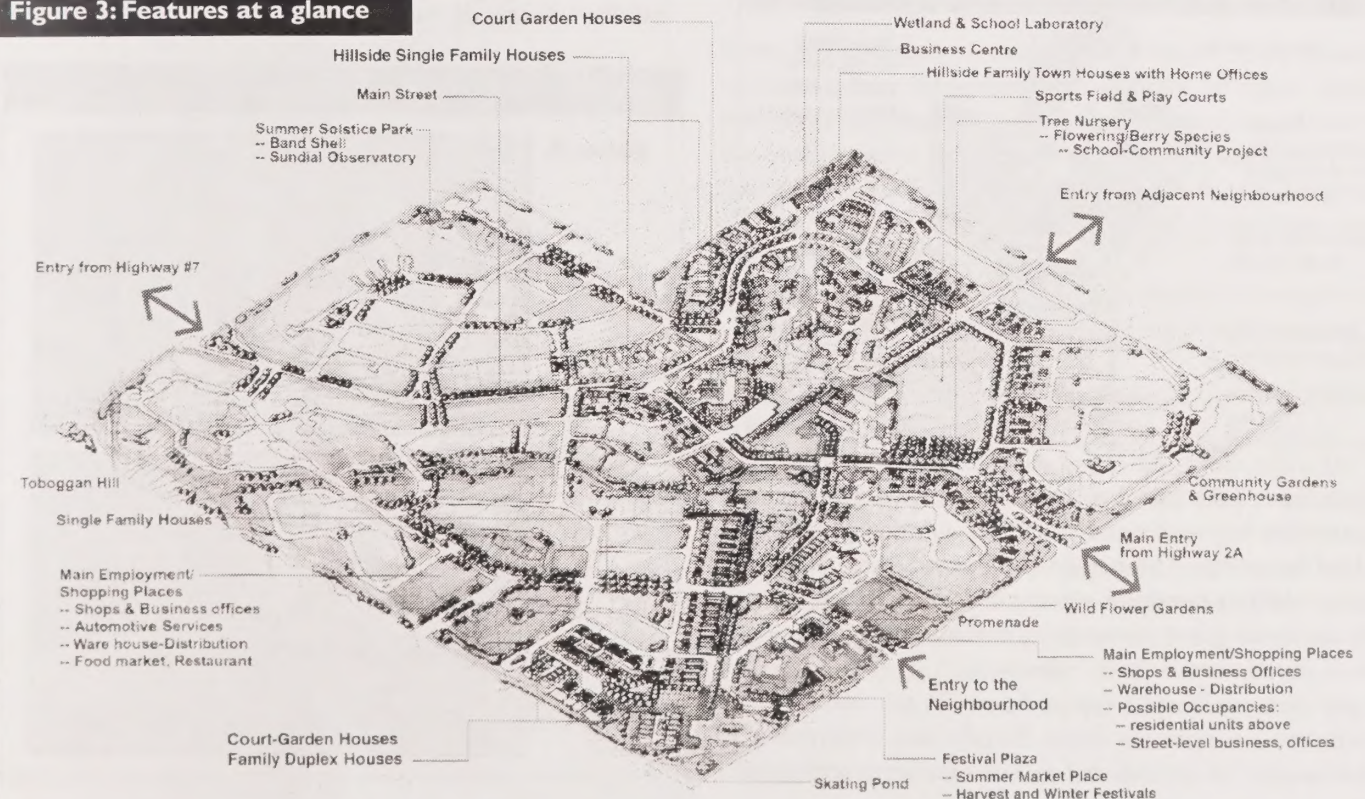 Figure 3: Features at a glance
Court Garden Houses
Hillside Single Family Houses
Main Street
Summer Solstice Park
-- Band Shell
-- Sundial Observatory
Entry from Highway #7
Wetland & School Laboratory
Business Centre
Hillside Family Town Houses with Home Offices
Sports Field & Play Courts
Tree Nursery
-- Flowering/Berry Species
-- School-Community Project
Entry from Adjacent Neighbourhood
Toboggan Hill
Single Family Houses
Main Employment/
Shopping Places
-- Shops & Business offices
-- Automotive Services
-- Ware house-Distribution
-- Food market, Restaurant
Court-Garden Houses
Family Duplex Houses
Community Gardens
& Greenhouse
Main Entry
from Highway 2A
Wild Flower Gardens
Promenade
Main Employment/Shopping Places
-- Shops & Business Offices
-- Warehouse - Distribution
-- Possible Occupancies:
-- residential units above
-- Street-level business, offices
Entry to the
Neighbourhood
Festival Plaza
-- Summer Market Place
-- Harvest and Winter Festivals
Skating Pond